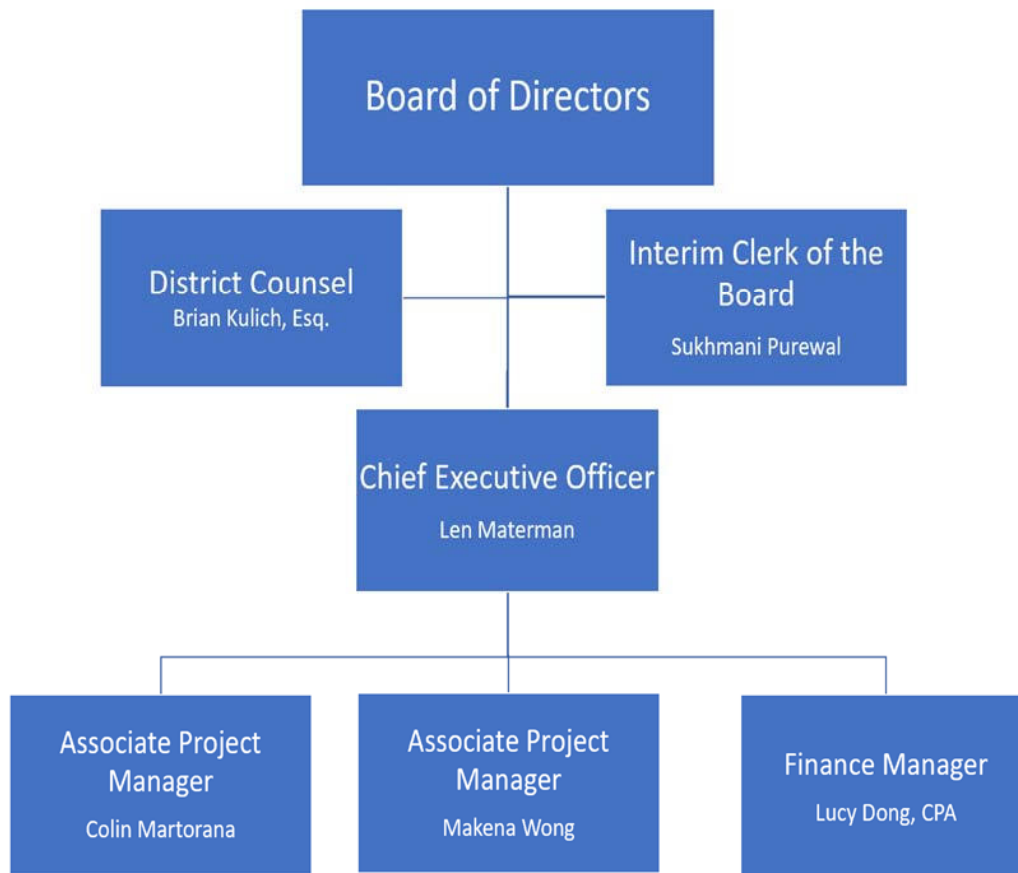 Board of Directors
District Counsel
Brian Kulich, Esq.
Interim Clerk of the
Board
Sukhmani Purewal
Chief Executive Officer
Len Materman
Associate Project
Manager
Colin Martorana
Associate Project
Manager
Makena Wong
Finance Manager
Lucy Dong, CPA